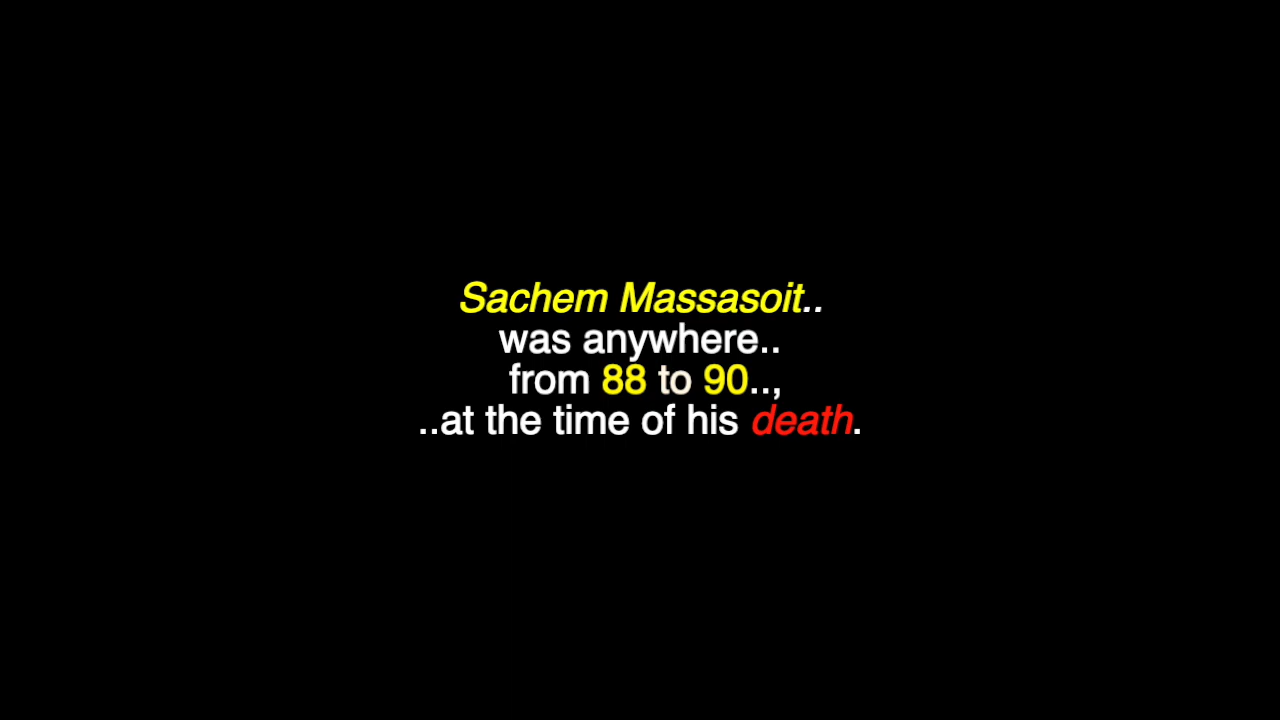 Sachem Massasoit..
was anywhere..
from 88 to 90..,
..at the time of his death.